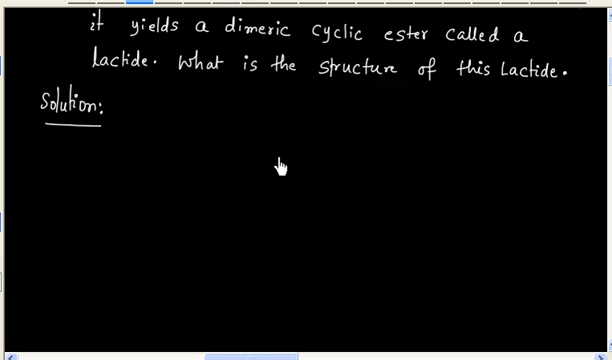 it yields a dimeric cyclic ester called a
lactide. What is the structure of this Lactide.
Solution: